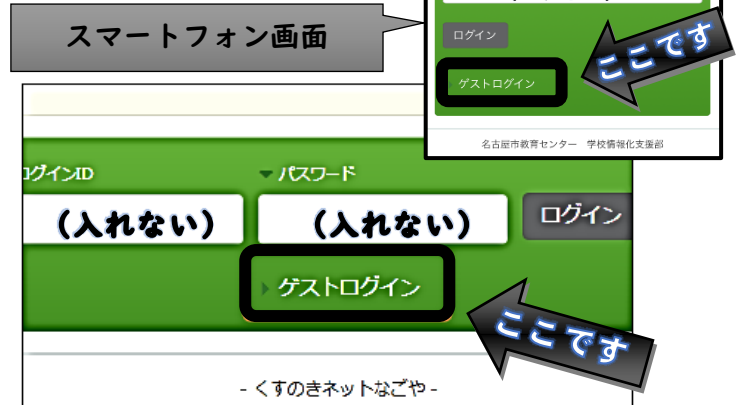 スマートフォン画面
ログイン
ゲストログイン
ここです
名古屋市教育センター 学校情報化支援部
ログインID
パスワード
(入れない)
(入れない)
ログイン
ゲストログイン
ここです
- くすのきネットなごや -